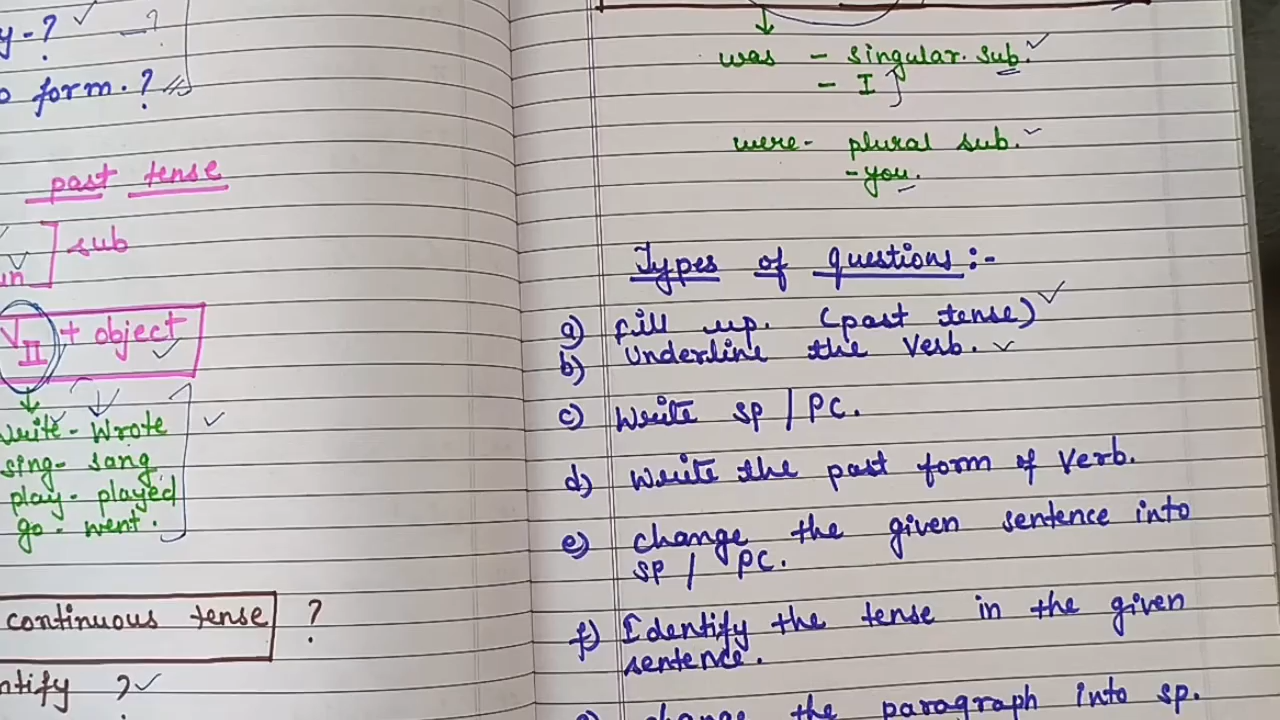 ?
?
form. ?
past tense
sub
V II + object
write - wrote
sing - sang
play - played
go - went.
continuous tense ?
?
was - singular. sub.
- I
were - plural sub.
- you.
Types of questions :-
a) fill up. (past tense)
b) underline the verb.
c) write sp / PC.
d) write the past form of verb.
e) change the given sentence into
sp / PC.
f) Identify the tense in the given
sentence.
change the paragraph into sp.